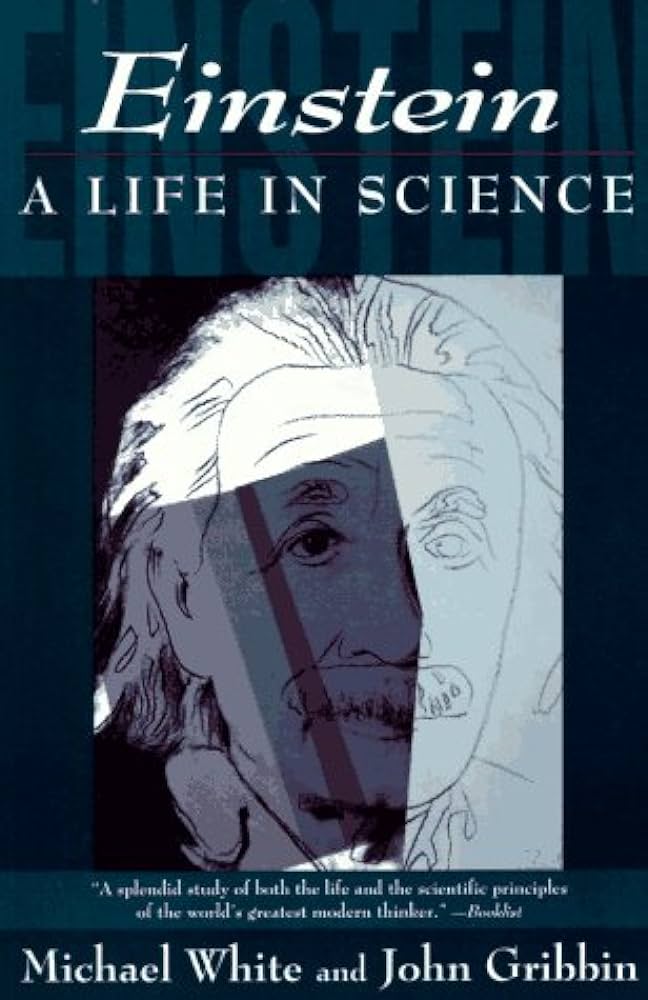 EINSTEIN
Einstein
A LIFE IN SCIENCE
"A splendid study of both the life and the scientific principles
of the world's greatest modern thinker." —Booklist
Michael White and John Gribbin